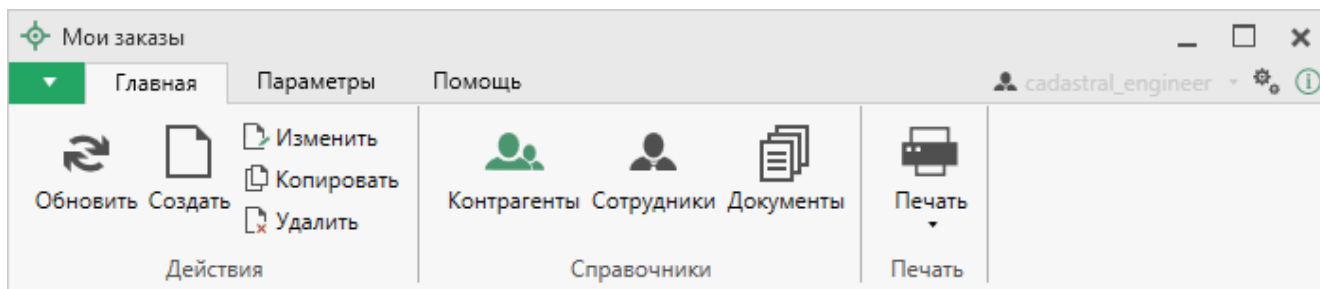 Мои заказы
Главная Параметры Помощь cadastral_engineer
Изменить
Копировать
Обновить Создать Контрагенты Сотрудники Документы Печать
Удалить
Действия Справочники Печать